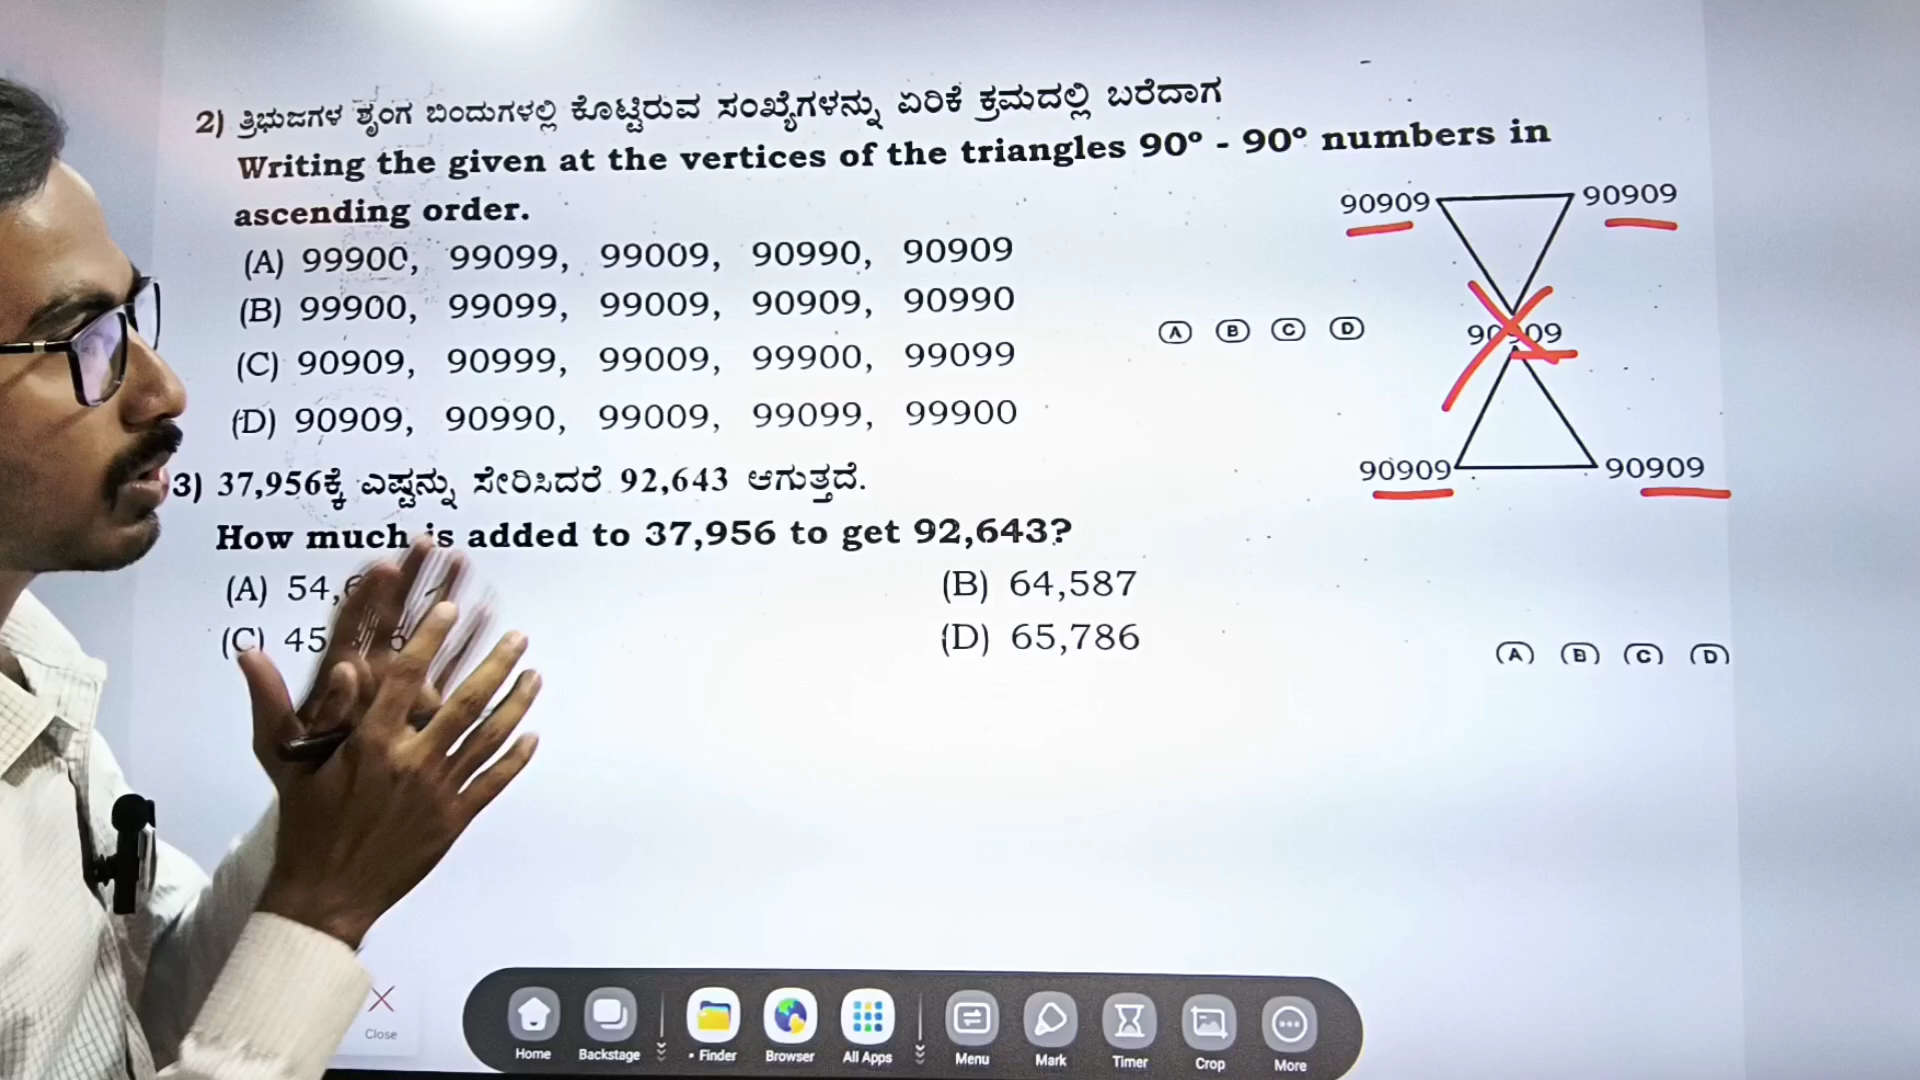 2) ತ್ರಿಭುಜಗಳ ಶೃಂಗ ಬಿಂದುಗಳಲ್ಲಿ ಕೊಟ್ಟಿರುವ ಸಂಖ್ಯೆಗಳನ್ನು ಏರಿಕೆ ಕ್ರಮದಲ್ಲಿ ಬರೆದಾಗ
Writing the given at the vertices of the triangles 90º - 90º numbers in
ascending order.
90909 90909
(A) 99900, 99099, 99009, 90990, 90909
(B) 99900, 99099, 99009, 90909, 90990
A B C D
(C) 90909, 90999, 99009, 99900, 99099
(D) 90909, 90990, 99009, 99099, 99900
90909 90909
3) 37,956ಕ್ಕೆ ಎಷ್ಟನ್ನು ಸೇರಿಸಿದರೆ 92,643 ಆಗುತ್ತದೆ.
How much is added to 37,956 to get 92,643?
(A) 54, (B) 64,587
(C) 45 (D) 65,786
A B C D
Close
Home Backstage • Finder Browser All Apps Menu Mark Timer Crop More